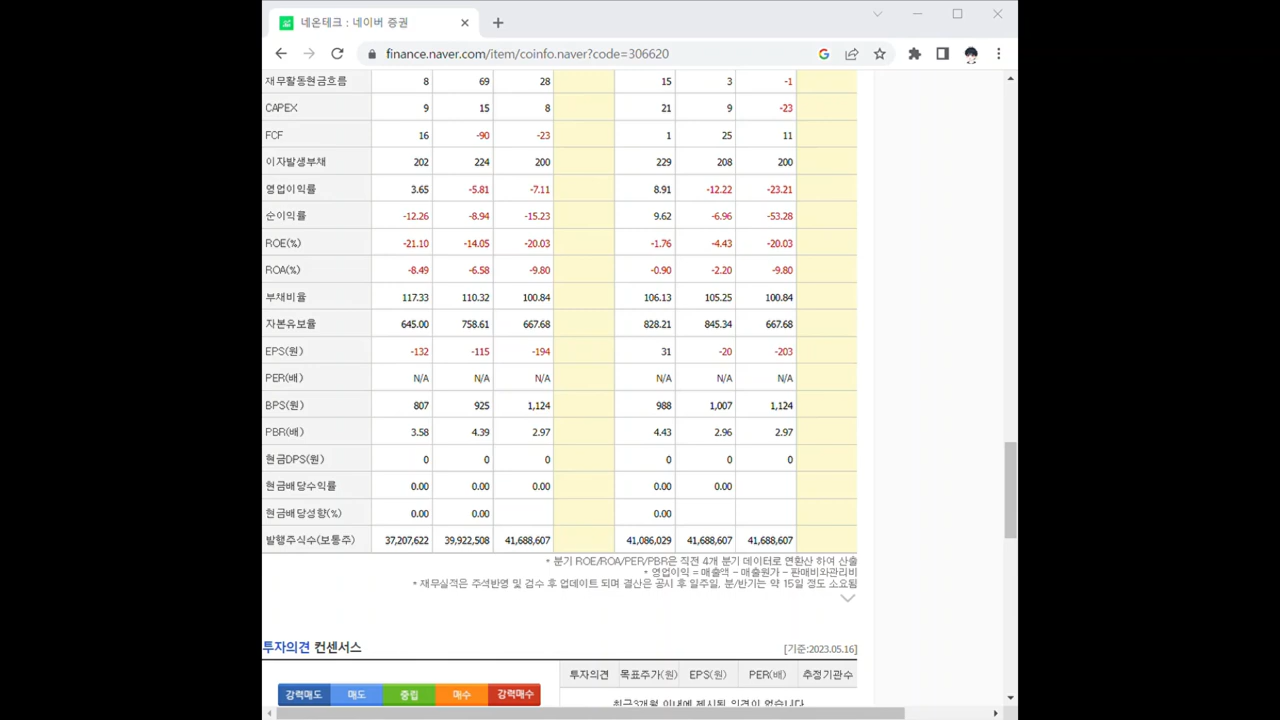 네온테크 : 네이버 증권
finance.naver.com/item/coinfo.naver?code=306620
재무활동현금흐름 8 69 28 15 3 -1
CAPEX 9 15 8 21 9 -23
FCF 16 -90 -23 1 25 11
이자발생부채 202 224 200 229 208 200
영업이익률 3.65 -5.81 -7.11 8.91 -12.22 -23.21
순이익률 -12.26 -8.94 -15.23 9.62 -6.96 -53.28
ROE(%) -21.10 -14.05 -20.03 -1.76 -4.43 -20.03
ROA(%) -8.49 -6.58 -9.80 -0.90 -2.20 -9.80
부채비율 117.33 110.32 100.84 106.13 105.25 100.84
자본유보율 645.00 758.61 667.68 828.21 845.34 667.68
EPS(원) -132 -115 -194 31 -20 -203
PER(배) N/A N/A N/A N/A N/A N/A
BPS(원) 807 925 1,124 988 1,007 1,124
PBR(배) 3.58 4.39 2.97 4.43 2.96 2.97
현금DPS(원) 0 0 0 0 0 0
현금배당수익률 0.00 0.00 0.00 0.00 0.00
현금배당성향(%) 0.00 0.00 0.00
발행주식수(보통주) 37,207,622 39,922,508 41,688,607 41,086,029 41,688,607 41,688,607
* 분기 ROE/ROA/PER/PBR은 직전 4개 분기 데이터로 연환산 하여 산출
* 영업이익 = 매출액 - 매출원가 - 판매비와관리비
* 재무실적은 주석반영 및 검수 후 업데이트 되며 결산은 공시 후 일주일, 분/반기는 약 15일 정도 소요됨
투자의견 컨센서스 [기준:2023.05.16]
투자의견 목표주가(원) EPS(원) PER(배) 추정기관수
강력매도 매도 중립 매수 강력매수
최근3개월 이내에 제시된 의견이 없습니다